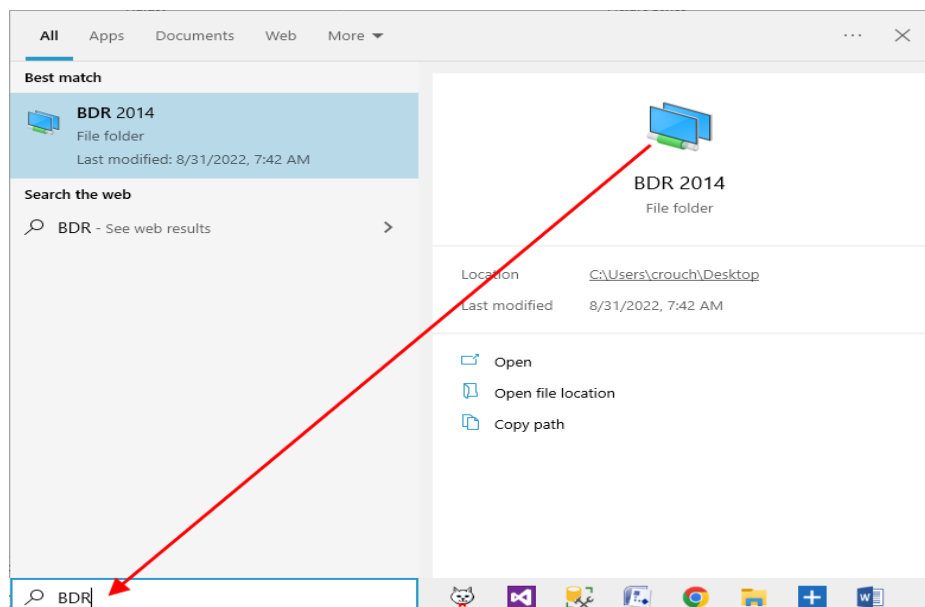 All Apps Documents Web More
Best match
BDR 2014
File folder
Last modified: 8/31/2022, 7:42 AM
Search the web
BDR - See web results
BDR 2014
File folder
Location C:\Users\crouch\Desktop
Last modified 8/31/2022, 7:42 AM
Open
Open file location
Copy path
BDR